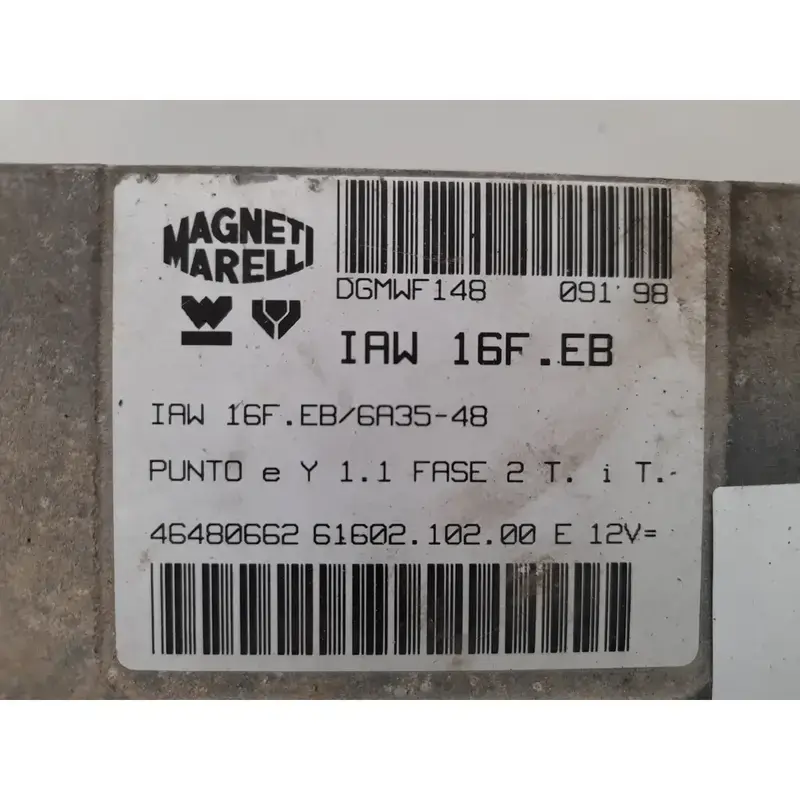 MAGNETI
MARELLI
DGMWF148 091'98
IAW 16F.EB
IAW 16F.EB/6A35-48
PUNTO e Y 1.1 FASE 2 T. i T.-
46480662 61602.102.00 E 12V=